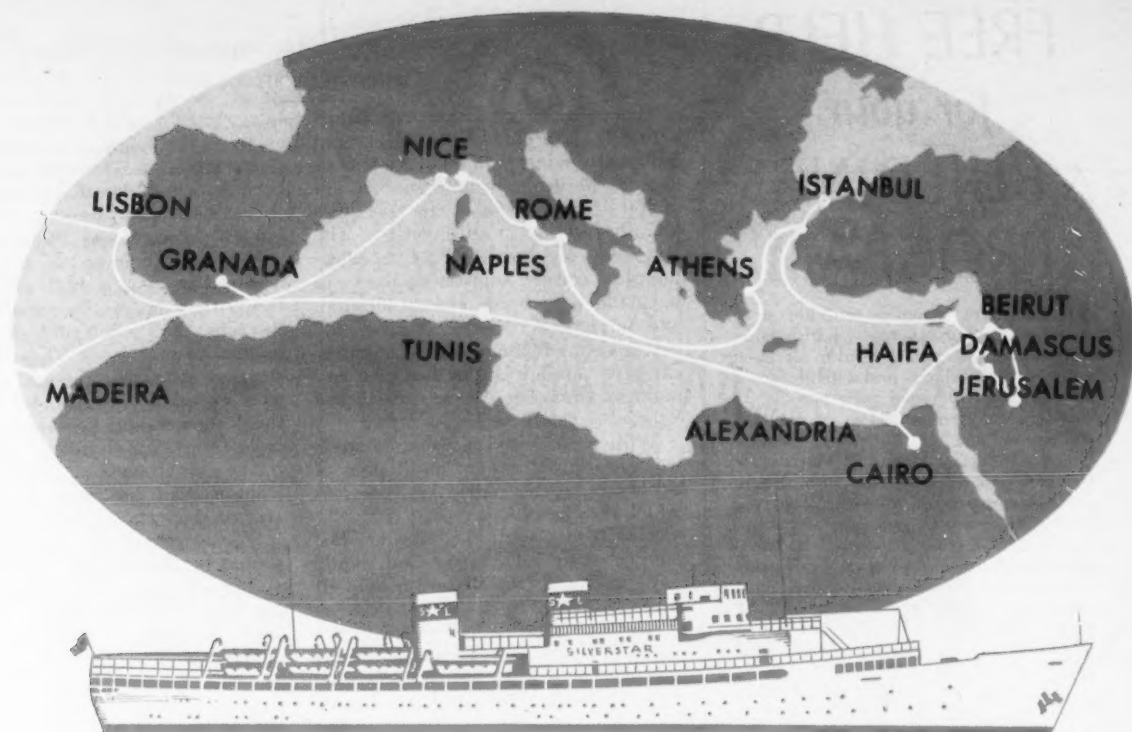 NICE
LISBON
ISTANBUL
ROME
GRANADA
NAPLES
ATHENS
BEIRUT
TUNIS
HAIFA
DAMASCUS
MADEIRA
JERUSALEM
ALEXANDRIA
CAIRO
S ★ L
S ★ L
SILVERSTAR